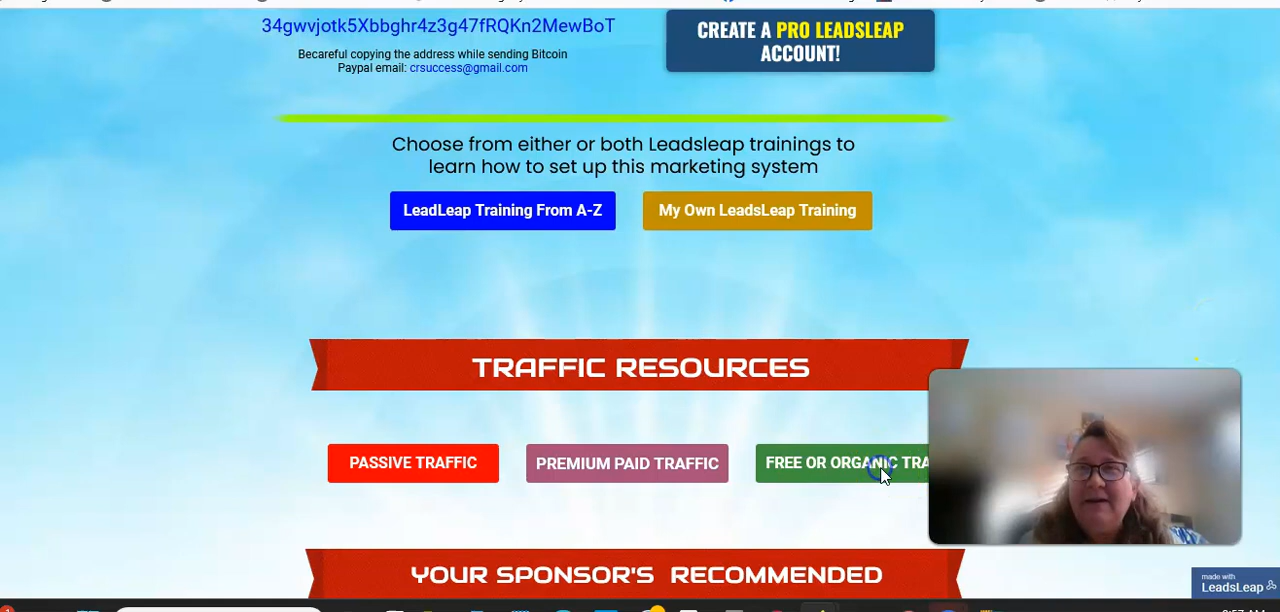 34gwvjotk5Xbbghr4z3g47fRQKn2MewBoT
Becareful copying the address while sending Bitcoin
Paypal email: crsuccess@gmail.com
CREATE A PRO LEADSLEAP
ACCOUNT!
Choose from either or both Leadsleap trainings to
learn how to set up this marketing system
LeadLeap Training From A-Z
My Own LeadsLeap Training
TRAFFIC RESOURCES
PASSIVE TRAFFIC
PREMIUM PAID TRAFFIC
FREE OR ORGANIC TRA
YOUR SPONSOR'S RECOMMENDED
made with
LeadsLeap